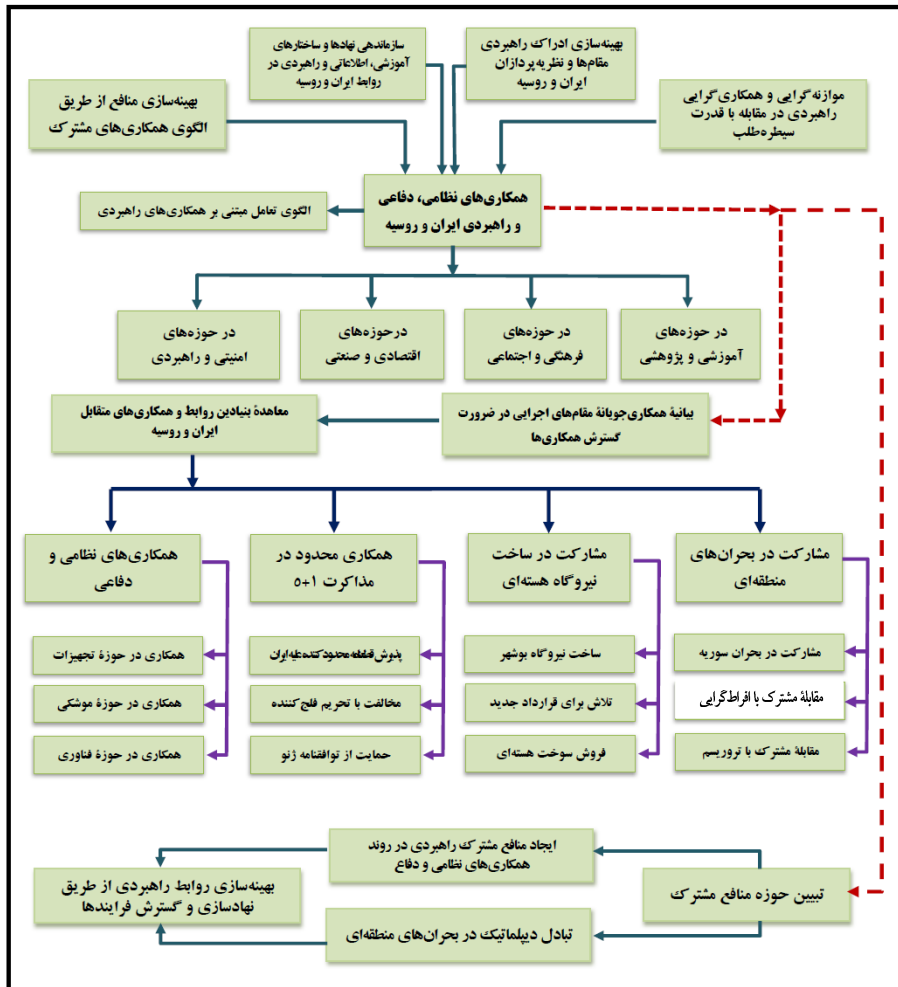 بهینه‌سازی ادراک راهبردی
مقام‌ها و نظریه‌پردازان
ایران و روسیه
سازماندهی نهادها و ساختارهای
آموزشی، اطلاعاتی و راهبردی در
روابط ایران و روسیه
موازنه‌گرایی و همکاری‌گرایی
راهبردی در مقابله با قدرت
سیطره‌طلب
بهینه‌سازی منافع از طریق
الگوی همکاری‌های مشترک
همکاری‌های نظامی، دفاعی
و راهبردی ایران و روسیه
الگوی تعامل مبتنی بر همکاری‌های راهبردی
در حوزه‌های
آموزشی و پژوهشی
در حوزه‌های
فرهنگی و اجتماعی
درحوزه‌های
اقتصادی و صنعتی
در حوزه‌های
امنیتی و راهبردی
بیانیهٔ همکاری‌جویانهٔ مقام‌های اجرایی در ضرورت
گسترش همکاری‌ها
معاهدهٔ بنیادین روابط و همکاری‌های متقابل
ایران و روسیه
مشارکت در بحران‌های
منطقه‌ای
مشارکت در ساخت
نیروگاه هسته‌ای
همکاری محدود در
مذاکرت ۱+۵
همکاری‌های نظامی و
دفاعی
مشارکت در بحران سوریه
مقابلهٔ مشترک با افراط‌گرایی
مقابلهٔ مشترک با تروریسم
ساخت نیروگاه بوشهر
تلاش برای قرارداد جدید
فروش سوخت هسته‌ای
پذیرش محدودکننده علیه ایران
مخالفت با تحریم فلج‌کننده
حمایت از توافقنامه ژنو
همکاری در حوزهٔ تجهیزات
همکاری در حوزهٔ موشکی
همکاری در حوزهٔ فناوری
تبیین حوزه منافع مشترک
ایجاد منافع مشترک راهبردی در روند
همکاری‌های نظامی و دفاع
تبادل دیپلماتیک در بحران‌های منطقه‌ای
بهینه‌سازی روابط راهبردی از طریق
نهادسازی و گسترش فرایندها